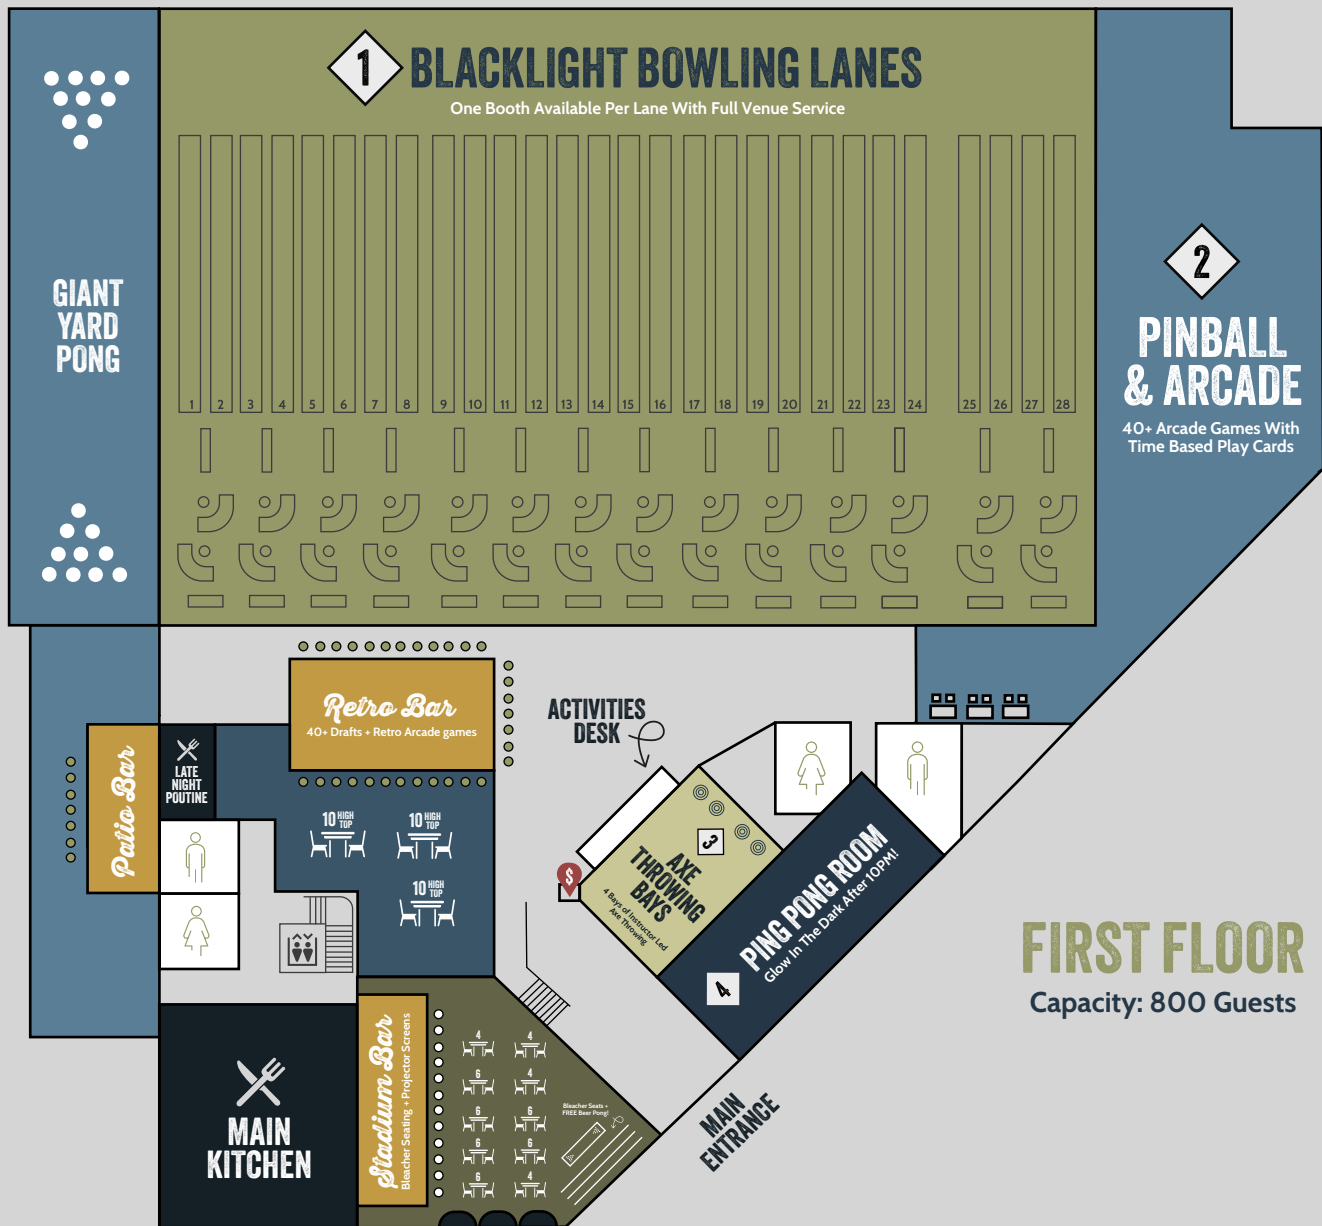 1 BLACKLIGHT BOWLING LANES
One Booth Available Per Lane With Full Venue Service
1 2 3 4 5 6 7 8 9 10 11 12 13 14 15 16 17 18 19 20 21 22 23 24 25 26 27 28
GIANT
YARD
PONG
2
PINBALL
& ARCADE
40+ Arcade Games With
Time Based Play Cards
Retro Bar
40+ Drafts + Retro Arcade games
ACTIVITIES
DESK
Patio Bar
LATE
NIGHT
POUTINE
10 HIGH
TOP
10 HIGH
TOP
10 HIGH
TOP
$
3
AXE
THROWING
BAYS
4 Bays of Instructor Led
Axe Throwing
4
PING PONG ROOM
Glow In The Dark After 10PM!
FIRST FLOOR
Capacity: 800 Guests
MAIN
KITCHEN
Stadium Bar
Bleacher Seating + Projector Screens
4 4
6 4
6 6
6 6
6 4
Bleacher Seats +
FREE Beer Pong!
MAIN
ENTRANCE